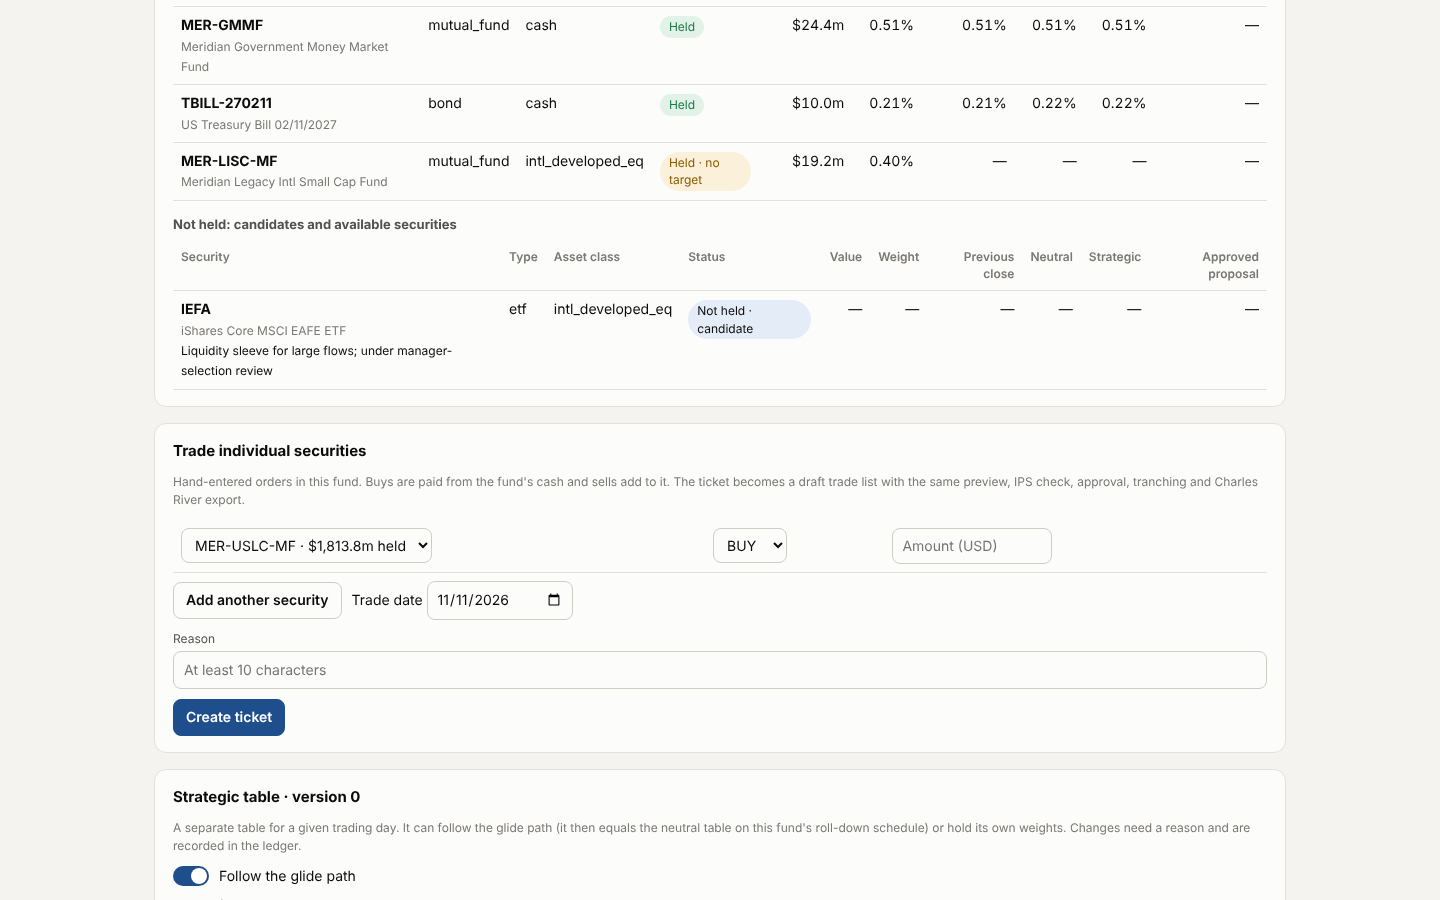 MER-GMMF mutual_fund cash Held $24.4m 0.51% 0.51% 0.51% 0.51% —
Meridian Government Money Market
Fund
TBILL-270211 bond cash Held $10.0m 0.21% 0.21% 0.22% 0.22% —
US Treasury Bill 02/11/2027
MER-LISC-MF mutual_fund intl_developed_eq Held · no target $19.2m 0.40% — — — —
Meridian Legacy Intl Small Cap Fund
Not held: candidates and available securities
Security Type Asset class Status Value Weight Previous close Neutral Strategic Approved proposal
IEFA etf intl_developed_eq Not held · candidate — — — — — —
iShares Core MSCI EAFE ETF
Liquidity sleeve for large flows; under manager-
selection review
Trade individual securities
Hand-entered orders in this fund. Buys are paid from the fund's cash and sells add to it. The ticket becomes a draft trade list with the same preview, IPS check, approval, tranching and Charles
River export.
MER-USLC-MF · $1,813.8m held BUY Amount (USD)
Add another security Trade date 11/11/2026
Reason
At least 10 characters
Create ticket
Strategic table · version 0
A separate table for a given trading day. It can follow the glide path (it then equals the neutral table on this fund's roll-down schedule) or hold its own weights. Changes need a reason and are
recorded in the ledger.
Follow the glide path